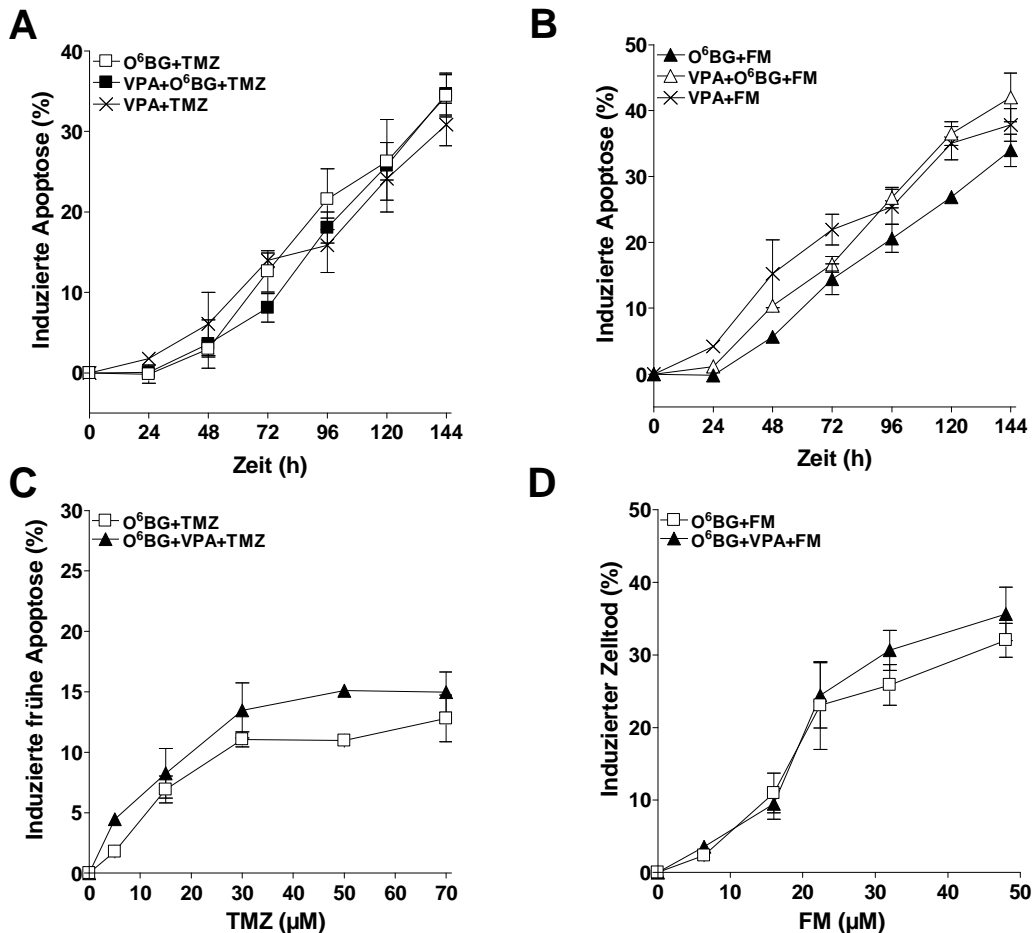 A
O⁶BG+TMZ
VPA+O⁶BG+TMZ
VPA+TMZ
Induzierte Apoptose (%)
40
30
20
10
0
0 24 48 72 96 120 144
Zeit (h)
B
O⁶BG+FM
VPA+O⁶BG+FM
VPA+FM
Induzierte Apoptose (%)
50
40
30
20
10
0
0 24 48 72 96 120 144
Zeit (h)
C
O⁶BG+TMZ
O⁶BG+VPA+TMZ
Induzierte frühe Apoptose (%)
30
25
20
15
10
5
0
0 10 20 30 40 50 60 70
TMZ (µM)
D
O⁶BG+FM
O⁶BG+VPA+FM
Induzierter Zelltod (%)
50
40
30
20
10
0
0 10 20 30 40 50
FM (µM)